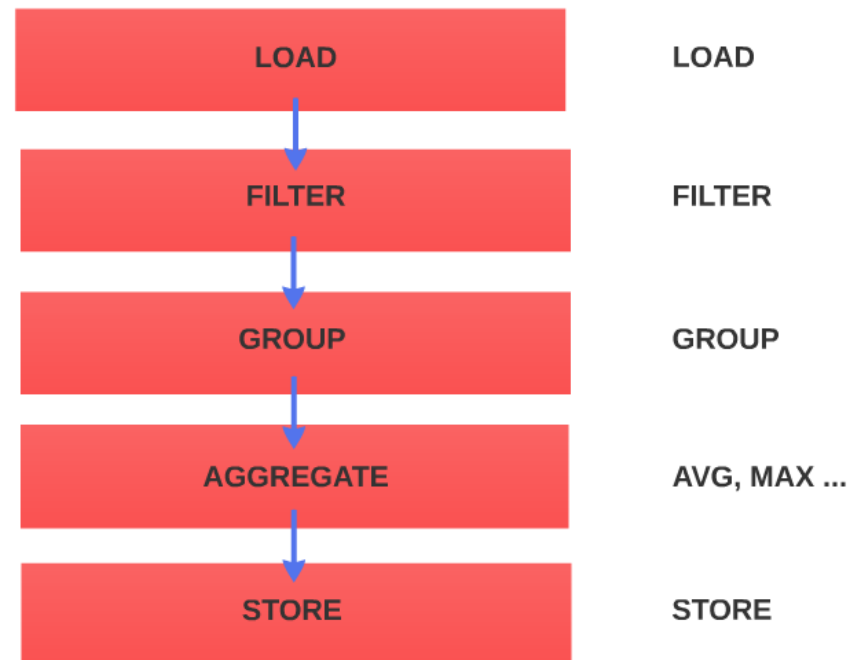 LOAD LOAD
FILTER FILTER
GROUP GROUP
AGGREGATE AVG, MAX ...
STORE STORE